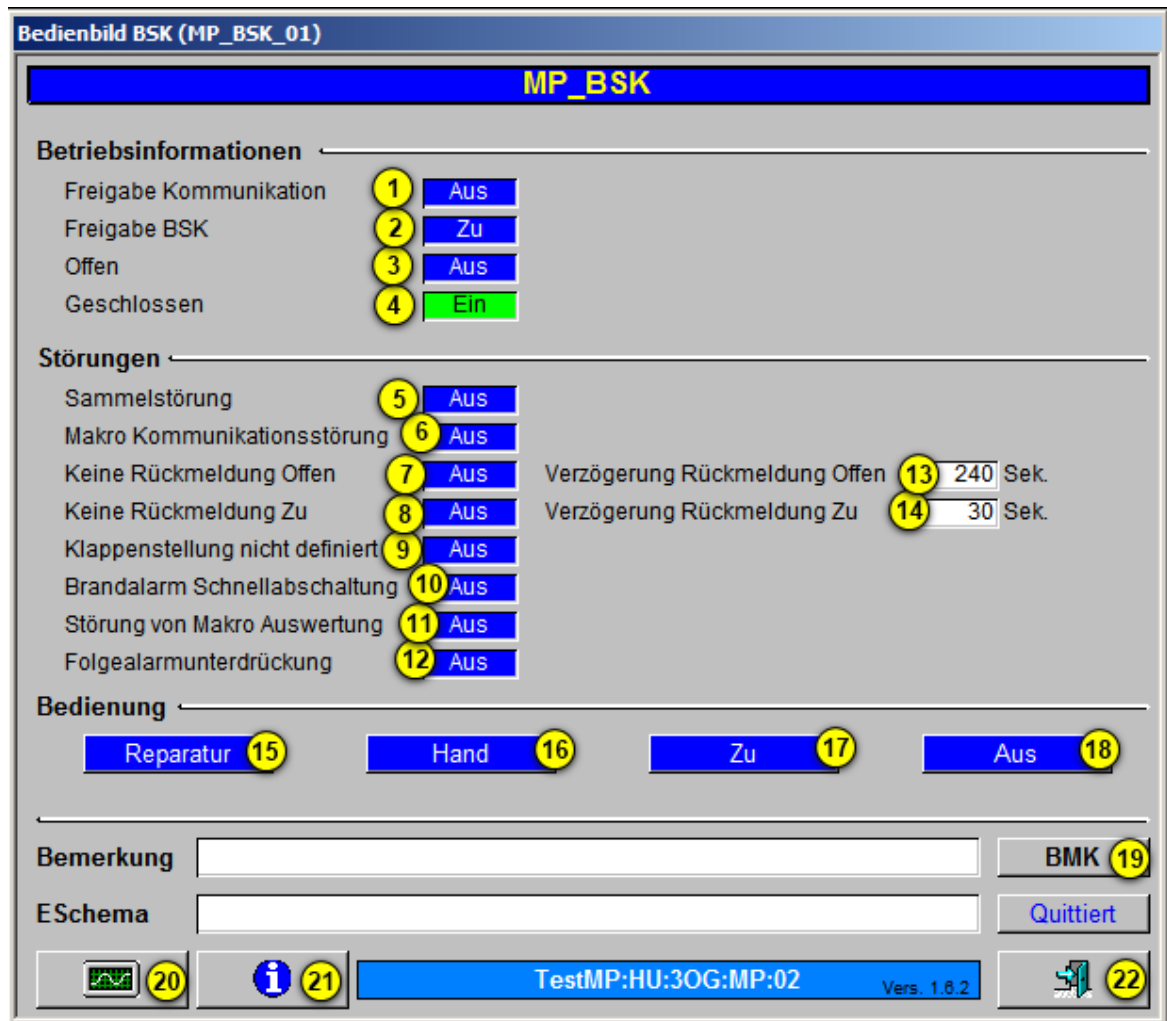 Bedienbild BSK (MP_BSK_01)
MP_BSK
Betriebsinformationen
Freigabe Kommunikation 1 Aus
Freigabe BSK 2 Zu
Offen 3 Aus
Geschlossen 4 Ein
Störungen
Sammelstörung 5 Aus
Makro Kommunikationsstörung 6 Aus
Keine Rückmeldung Offen 7 Aus Verzögerung Rückmeldung Offen 13 240 Sek.
Keine Rückmeldung Zu 8 Aus Verzögerung Rückmeldung Zu 14 30 Sek.
Klappenstellung nicht definiert 9 Aus
Brandalarm Schnellabschaltung 10 Aus
Störung von Makro Auswertung 11 Aus
Folgealarmunterdrückung 12 Aus
Bedienung
Reparatur 15 Hand 16 Zu 17 Aus 18
Bemerkung BMK 19
ESchema Quittiert
20 i 21 TestMP:HU:3OG:MP:02 Vers. 1.6.2 22